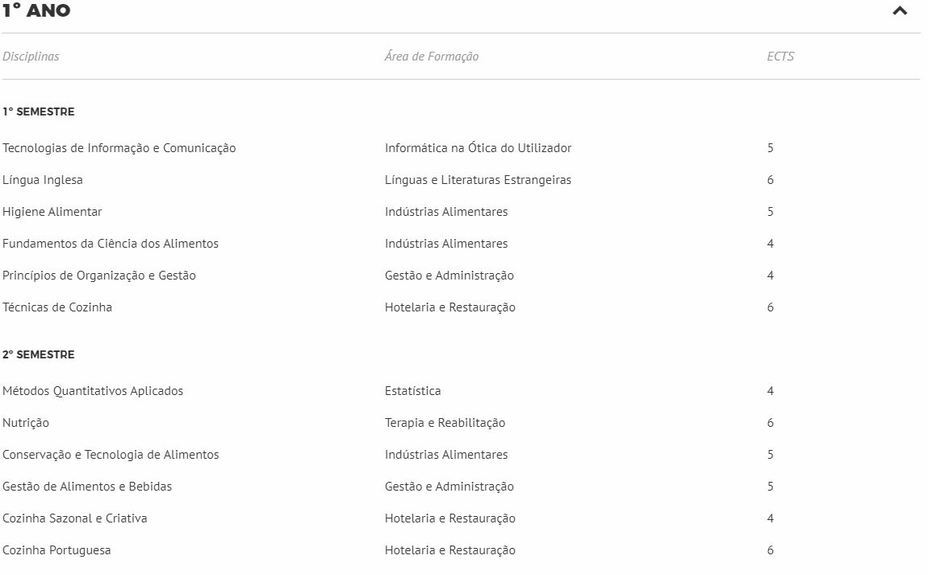 1º ANO
Disciplinas Área de Formação ECTS
1º SEMESTRE
Tecnologias de Informação e Comunicação Informática na Ótica do Utilizador 5
Língua Inglesa Línguas e Literaturas Estrangeiras 6
Higiene Alimentar Indústrias Alimentares 5
Fundamentos da Ciência dos Alimentos Indústrias Alimentares 4
Princípios de Organização e Gestão Gestão e Administração 4
Técnicas de Cozinha Hotelaria e Restauração 6
2º SEMESTRE
Métodos Quantitativos Aplicados Estatística 4
Nutrição Terapia e Reabilitação 6
Conservação e Tecnologia de Alimentos Indústrias Alimentares 5
Gestão de Alimentos e Bebidas Gestão e Administração 5
Cozinha Sazonal e Criativa Hotelaria e Restauração 4
Cozinha Portuguesa Hotelaria e Restauração 6